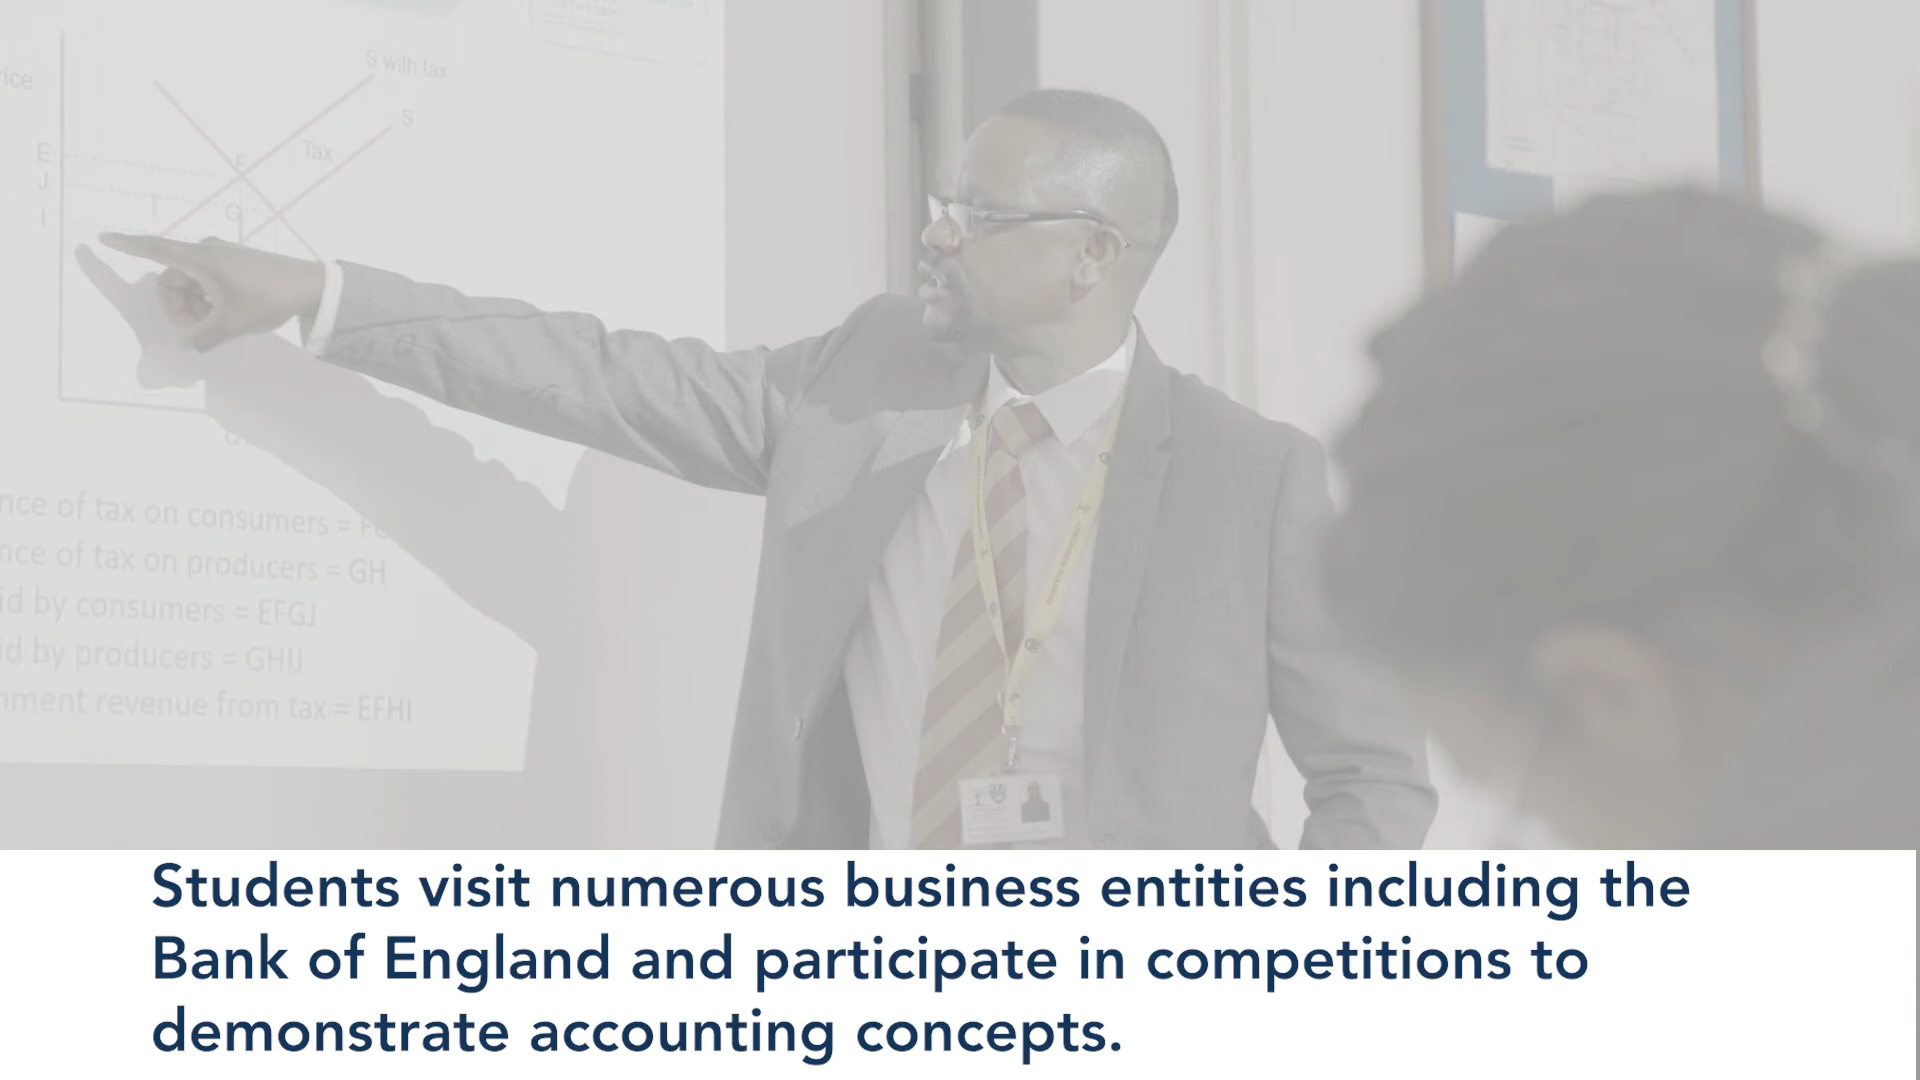 S with tax
rice
S
Tax
E
F
J
I
G
nce of tax on consumers = FG
nce of tax on producers = GH
id by consumers = EFGJ
id by producers = GHIJ
nment revenue from tax = EFHI
Students visit numerous business entities including the
Bank of England and participate in competitions to
demonstrate accounting concepts.